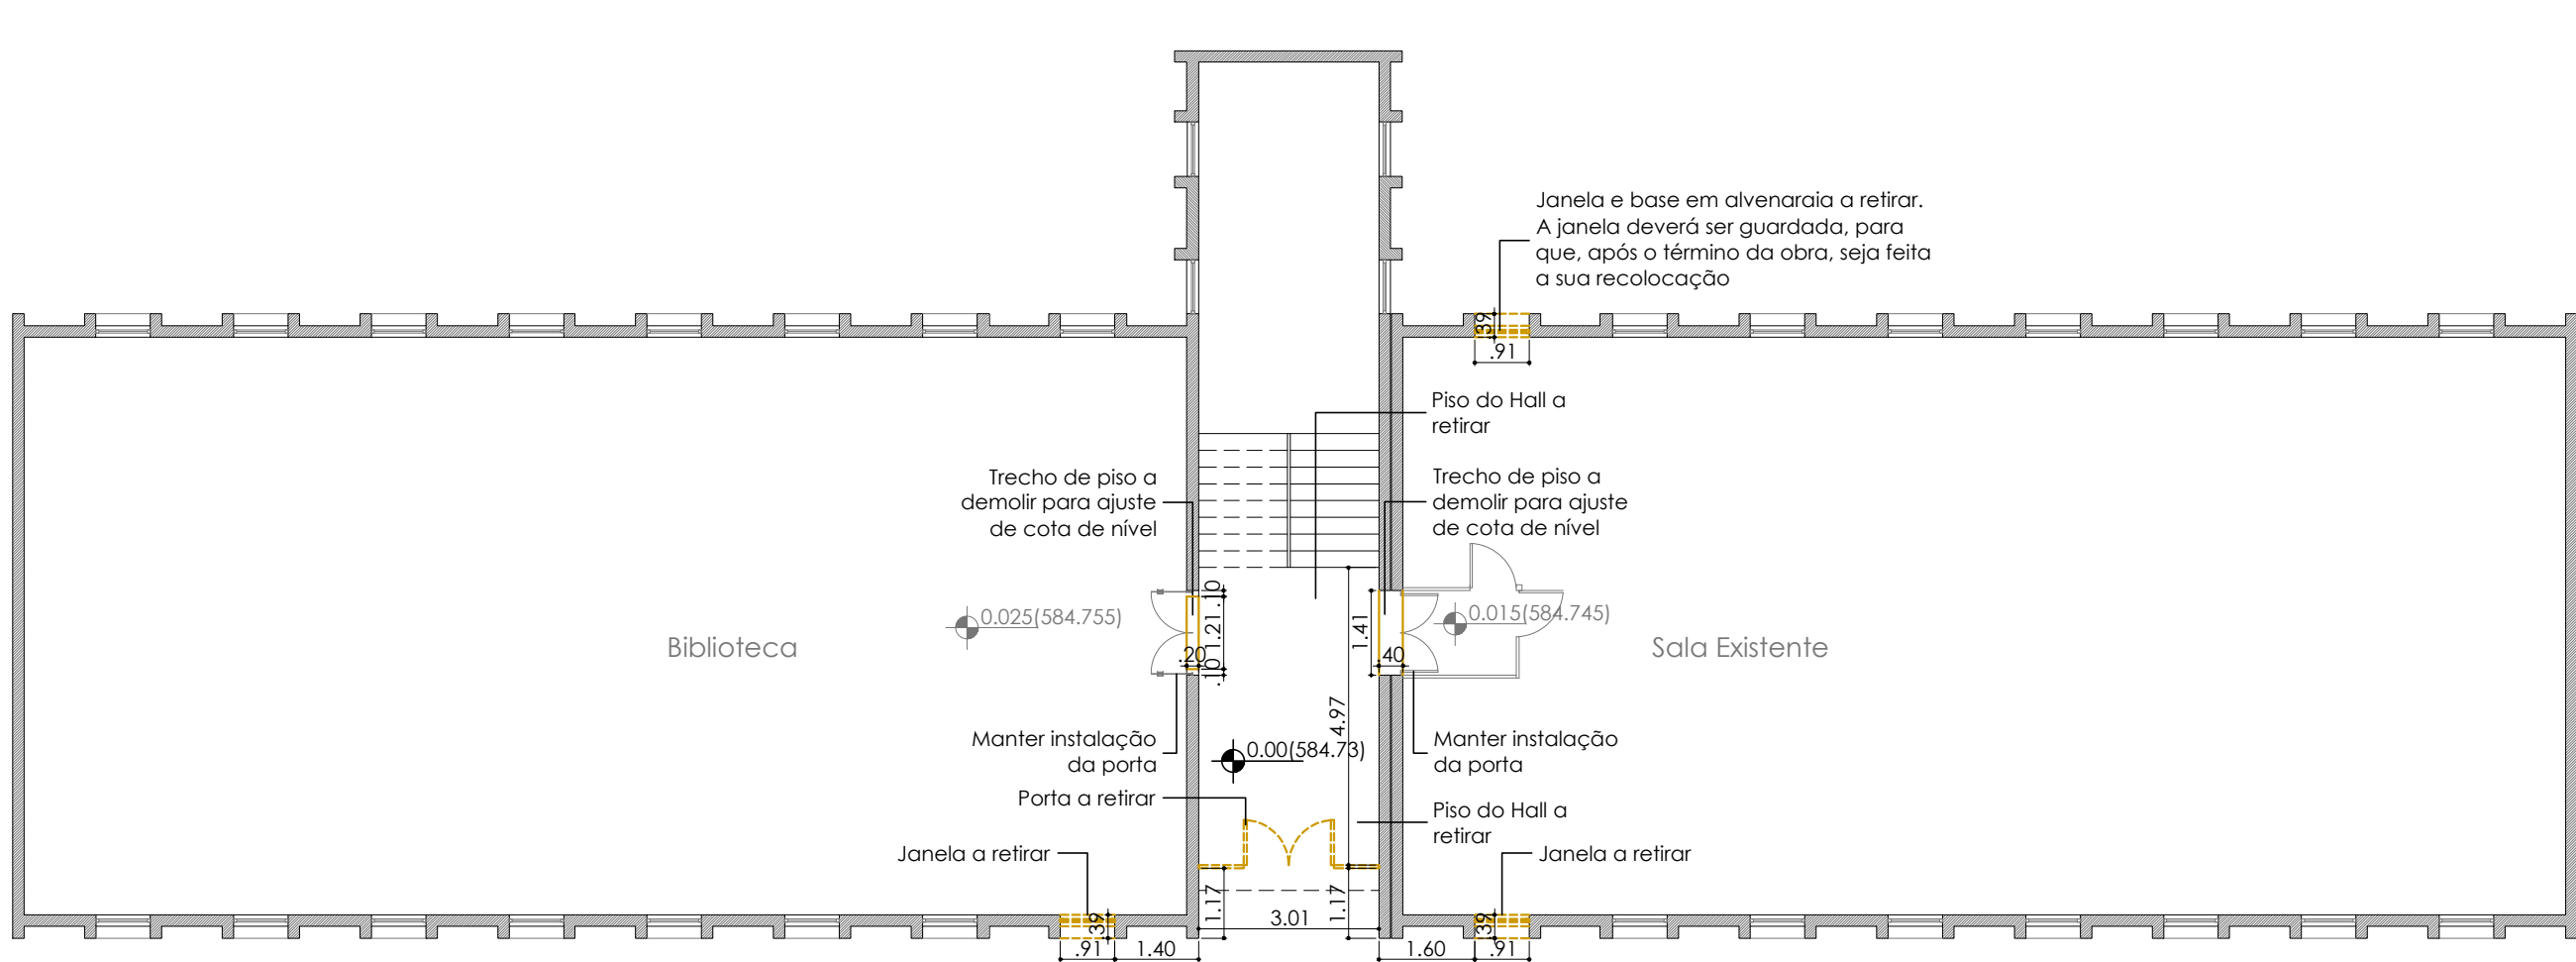 Janela e base em alvenaraia a retirar.
A janela deverá ser guardada, para
que, após o término da obra, seja feita
a sua recolocação
.39
.91
Piso do Hall a
retirar
Trecho de piso a
demolir para ajuste
de cota de nível
Trecho de piso a
demolir para ajuste
de cota de nível
.10
1.21
.10
.20
1.41
.40
0.025(584.755)
0.015(584.745)
Biblioteca
Sala Existente
4.97
Manter instalação
da porta
0.00(584.73)
Manter instalação
da porta
Porta a retirar
Piso do Hall a
retirar
Janela a retirar
Janela a retirar
.39
1.17
3.01
1.17
.39
.91
1.40
1.60
.91